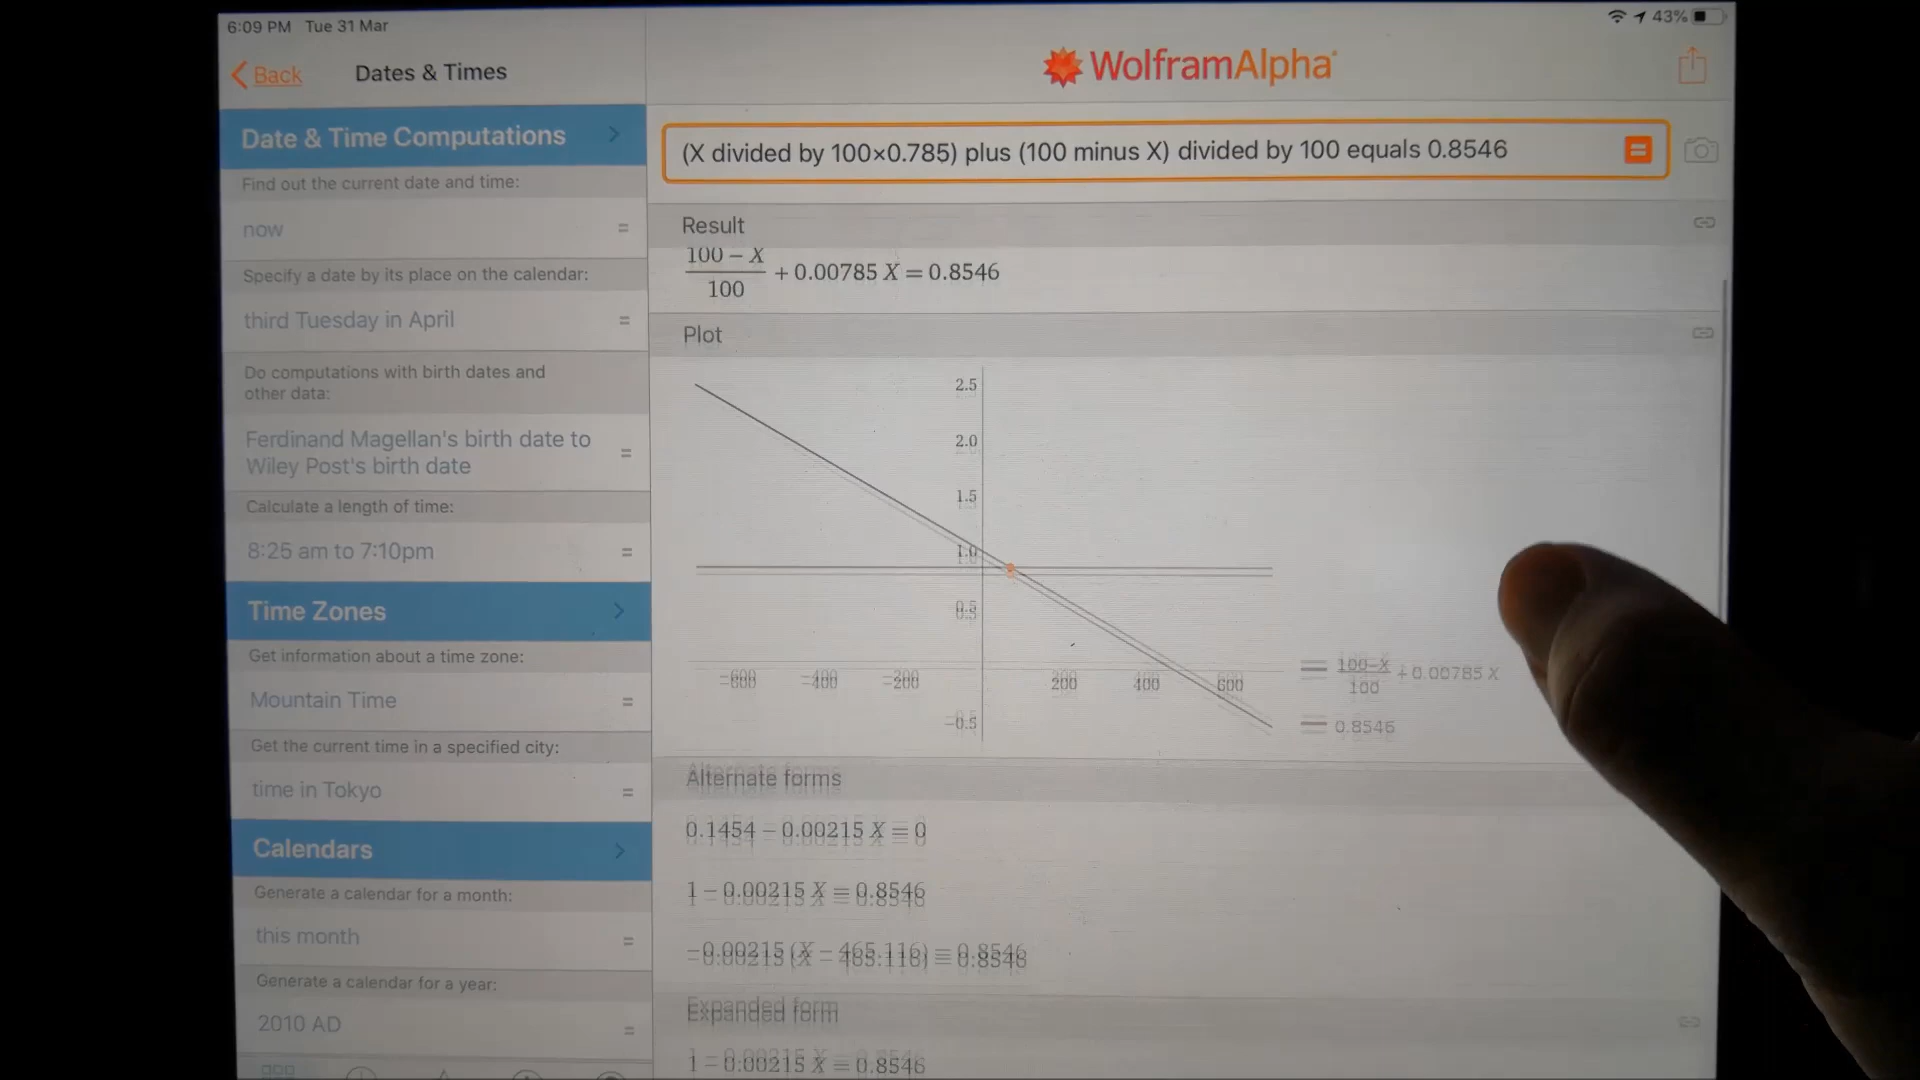 6:09 PM Tue 31 Mar
43%
Back
Dates & Times
WolframAlpha
Date & Time Computations
Find out the current date and time:
now =
Specify a date by its place on the calendar:
third Tuesday in April =
Do computations with birth dates and
other data:
Ferdinand Magellan's birth date to
Wiley Post's birth date =
Calculate a length of time:
8:25 am to 7:10pm =
Time Zones
Get information about a time zone:
Mountain Time =
Get the current time in a specified city:
time in Tokyo =
Calendars
Generate a calendar for a month:
this month =
Generate a calendar for a year:
2010 AD =
(X divided by 100×0.785) plus (100 minus X) divided by 100 equals 0.8546 =
Result
100 − X
+ 0.00785 X = 0.8546
100
Plot
2.5
2.0
1.5
1.0
0.5
−600 −400 −200 200 400 600
−0.5
100−X
+ 0.00785 X
100
0.8546
Alternate forms
0.1454 − 0.00215 X = 0
1 − 0.00215 X = 0.8546
−0.00215 (X − 465.116) = 0.8546
Expanded form
1 − 0.00215 X = 0.8546